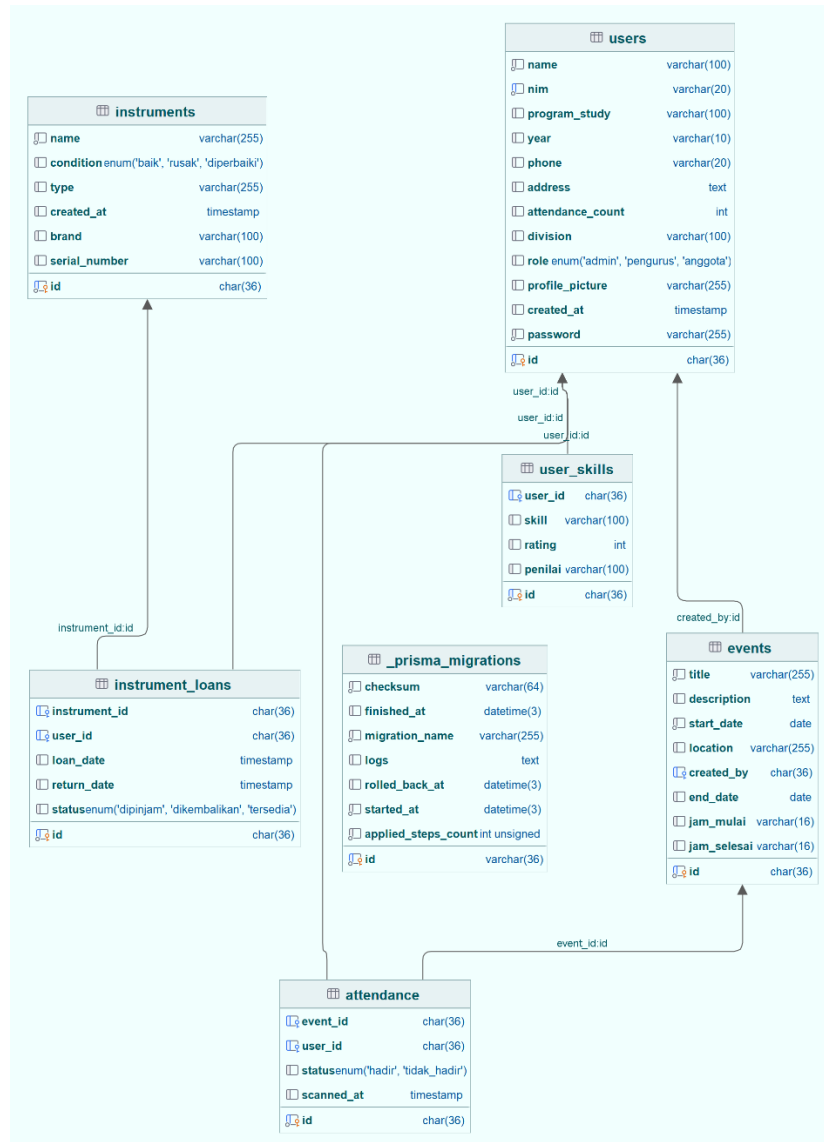 users
name varchar(100)
nim varchar(20)
program_study varchar(100)
year varchar(10)
phone varchar(20)
address text
attendance_count int
division varchar(100)
role enum('admin', 'pengurus', 'anggota')
profile_picture varchar(255)
created_at timestamp
password varchar(255)
id char(36)
instruments
name varchar(255)
condition enum('baik', 'rusak', 'diperbaiki')
type varchar(255)
created_at timestamp
brand varchar(100)
serial_number varchar(100)
id char(36)
user_id:id
user_id:id
user_id:id
user_skills
user_id char(36)
skill varchar(100)
rating int
penilai varchar(100)
id char(36)
created_by:id
instrument_id:id
instrument_loans
instrument_id char(36)
user_id char(36)
loan_date timestamp
return_date timestamp
status enum('dipinjam', 'dikembalikan', 'tersedia')
id char(36)
_prisma_migrations
checksum varchar(64)
finished_at datetime(3)
migration_name varchar(255)
logs text
rolled_back_at datetime(3)
started_at datetime(3)
applied_steps_count int unsigned
id varchar(36)
events
title varchar(255)
description text
start_date date
location varchar(255)
created_by char(36)
end_date date
jam_mulai varchar(16)
jam_selesai varchar(16)
id char(36)
event_id:id
attendance
event_id char(36)
user_id char(36)
status enum('hadir', 'tidak_hadir')
scanned_at timestamp
id char(36)